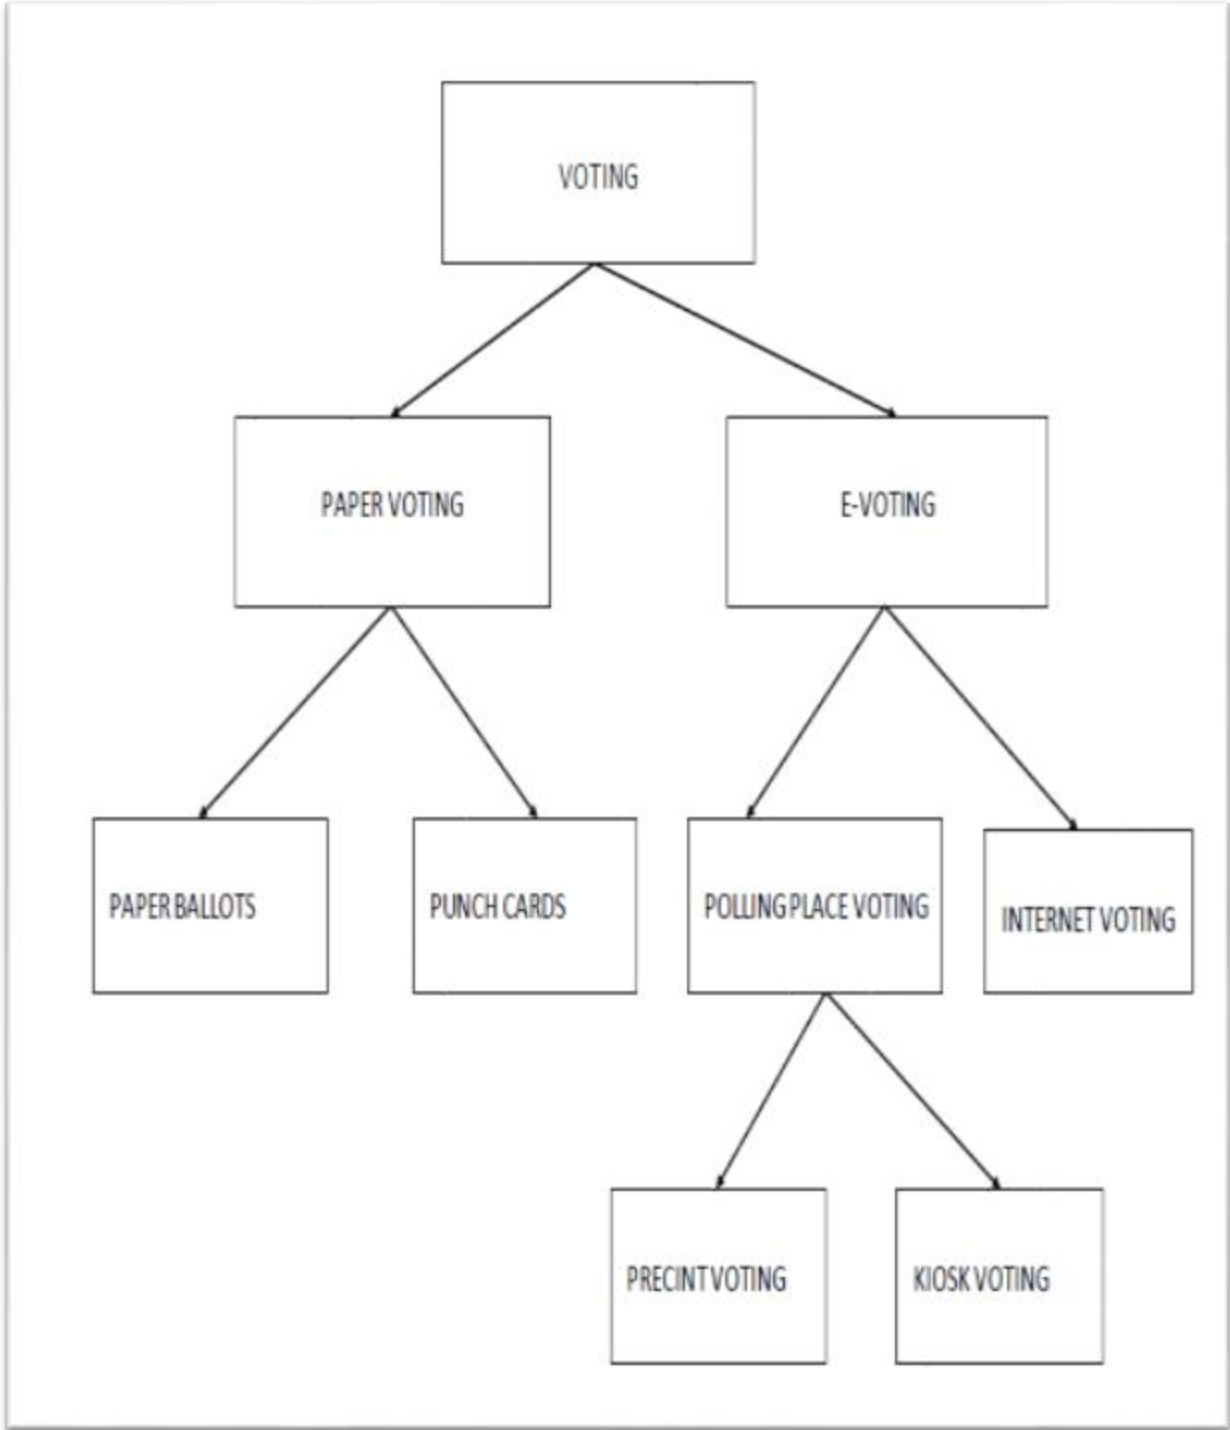 VOTING
PAPER VOTING
E-VOTING
PAPER BALLOTS
PUNCH CARDS
POLLING PLACE VOTING
INTERNET VOTING
PRECINT VOTING
KIOSK VOTING